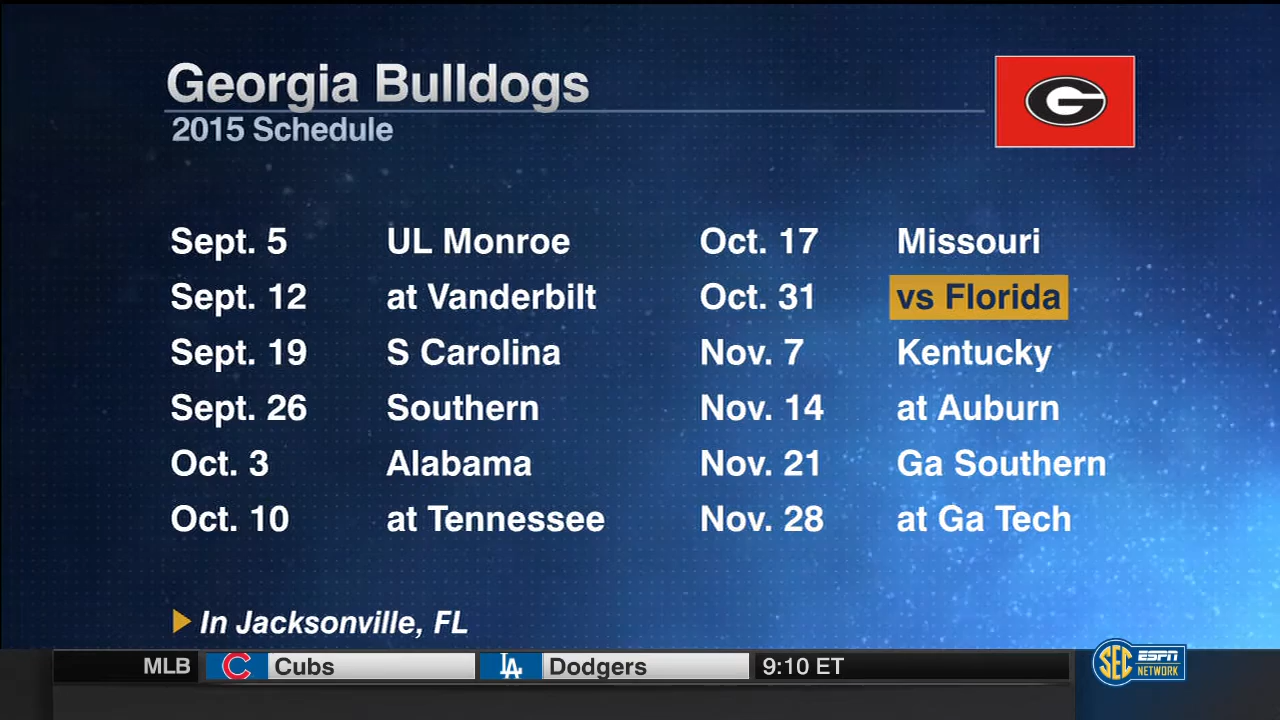 Georgia Bulldogs
2015 Schedule
G
Sept. 5 UL Monroe Oct. 17 Missouri
Sept. 12 at Vanderbilt Oct. 31 vs Florida
Sept. 19 S Carolina Nov. 7 Kentucky
Sept. 26 Southern Nov. 14 at Auburn
Oct. 3 Alabama Nov. 21 Ga Southern
Oct. 10 at Tennessee Nov. 28 at Ga Tech
In Jacksonville, FL
MLB C Cubs LA Dodgers 9:10 ET
SEC ESPN NETWORK